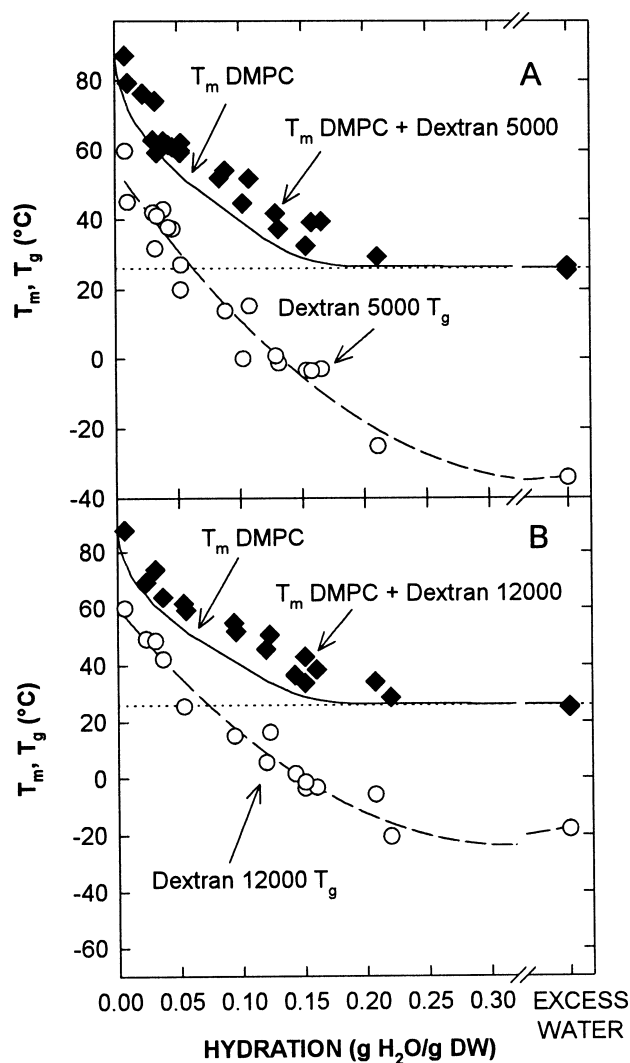 A
80
60
40
20
0
-20
-40
T_m, T_g (°C)
T_m DMPC
T_m DMPC + Dextran 5000
Dextran 5000 T_g
B
80
60
40
20
0
-20
-40
-60
T_m, T_g (°C)
T_m DMPC
T_m DMPC + Dextran 12000
Dextran 12000 T_g
0.00 0.05 0.10 0.15 0.20 0.25 0.30 EXCESS
WATER
HYDRATION (g H₂O/g DW)